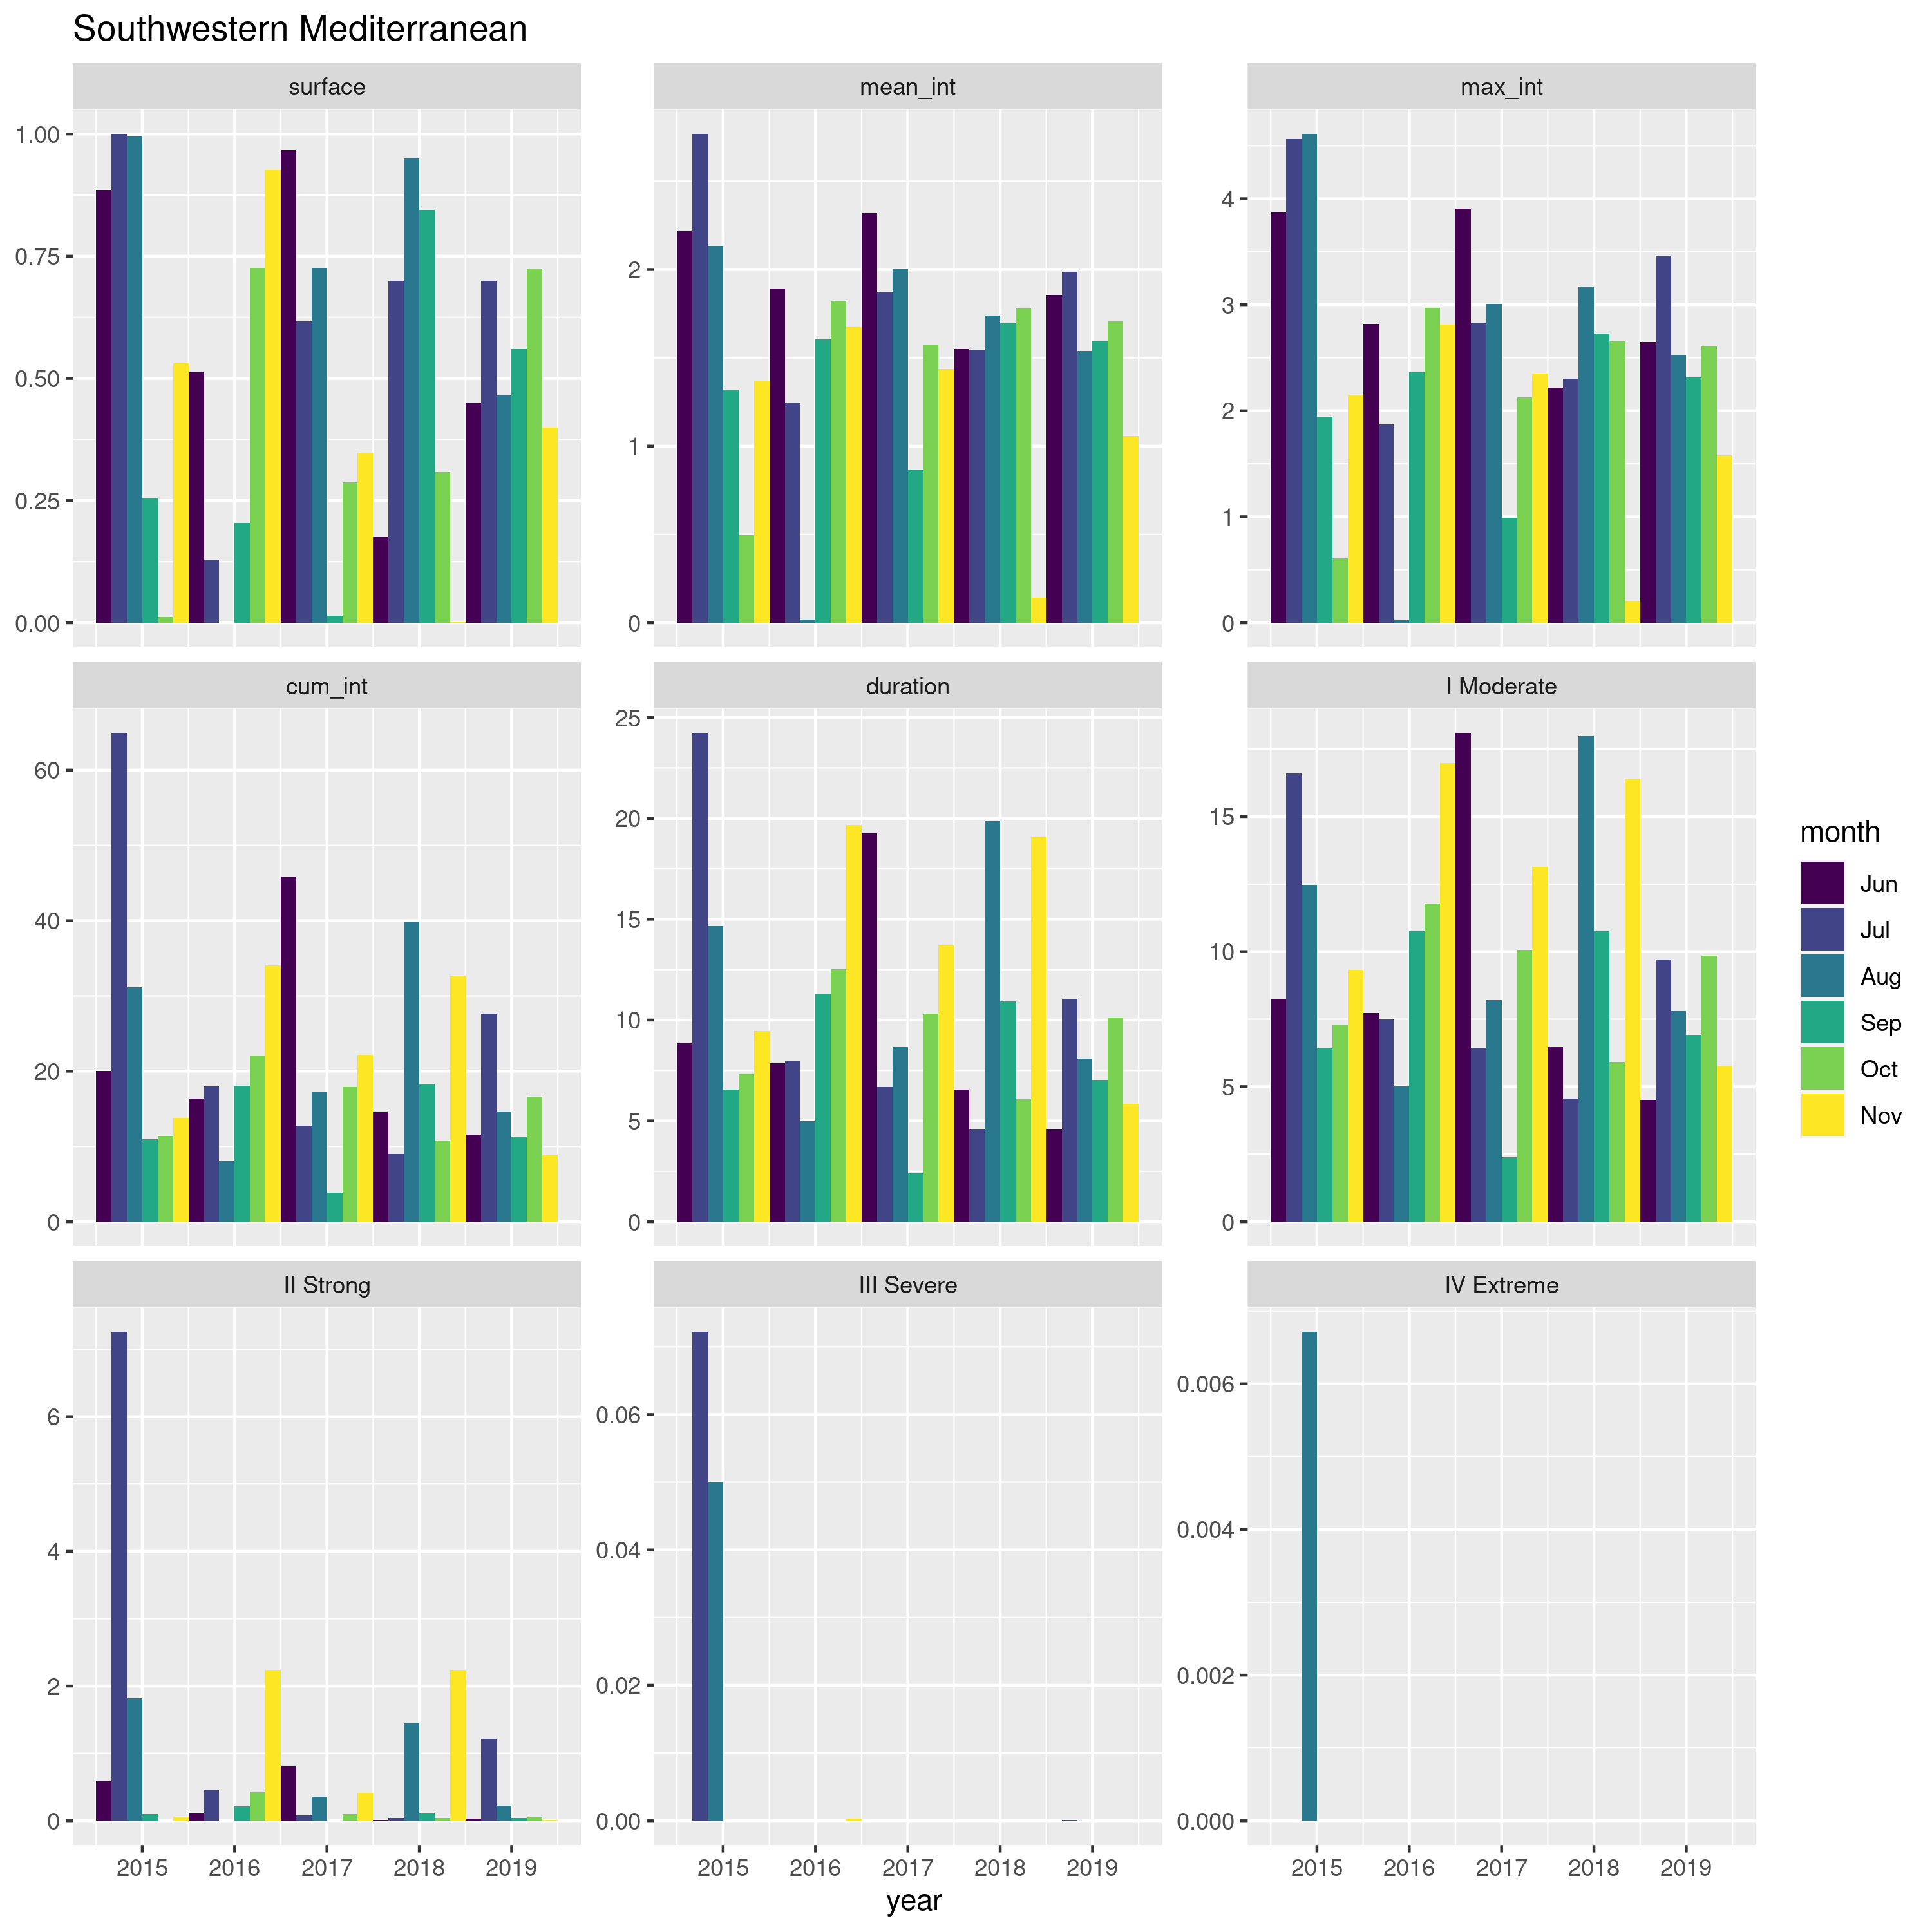 Southwestern Mediterranean
surface
mean_int
max_int
1.00
0.75
0.50
0.25
0.00
2
1
0
4
3
2
1
0
cum_int
duration
I Moderate
60
40
20
0
25
20
15
10
5
0
15
10
5
0
month
Jun
Jul
Aug
Sep
Oct
Nov
II Strong
III Severe
IV Extreme
6
4
2
0
0.06
0.04
0.02
0.00
0.006
0.004
0.002
0.000
2015 2016 2017 2018 2019
2015 2016 2017 2018 2019
2015 2016 2017 2018 2019
year